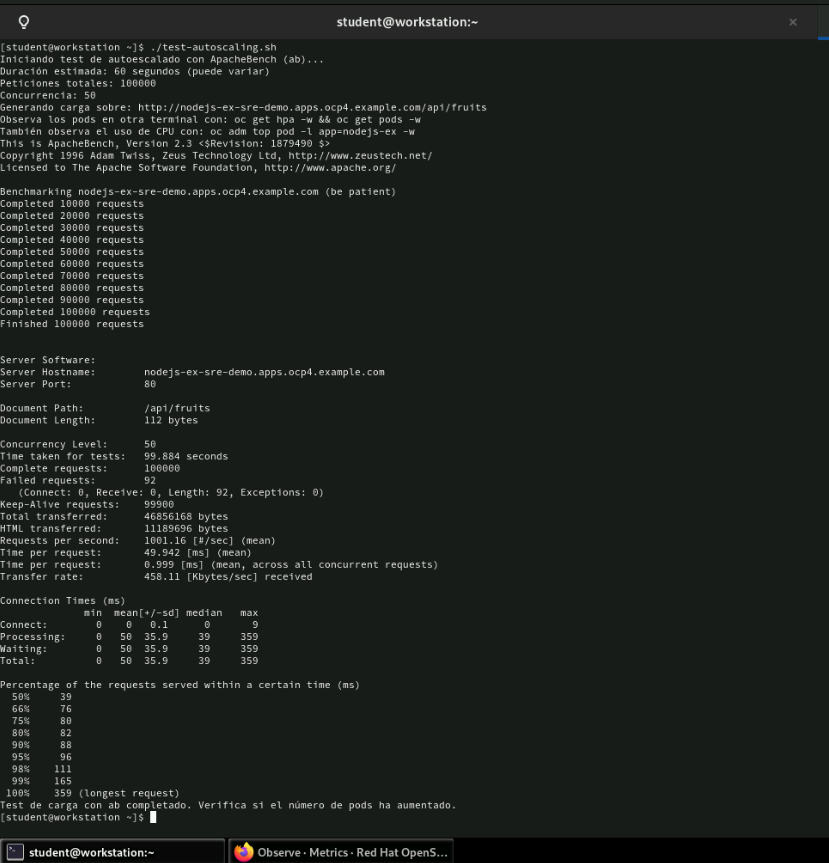 student@workstation:~
[student@workstation ~]$ ./test-autoscaling.sh
Iniciando test de autoescalado con ApacheBench (ab)...
Duración estimada: 60 segundos (puede variar)
Peticiones totales: 100000
Concurrencia: 50
Generando carga sobre: http://nodejs-ex-sre-demo.apps.ocp4.example.com/api/fruits
Observa los pods en otra terminal con: oc get hpa -w && oc get pods -w
También observa el uso de CPU con: oc adm top pod -l app=nodejs-ex -w
This is ApacheBench, Version 2.3 <$Revision: 1879490 $>
Copyright 1996 Adam Twiss, Zeus Technology Ltd, http://www.zeustech.net/
Licensed to The Apache Software Foundation, http://www.apache.org/

Benchmarking nodejs-ex-sre-demo.apps.ocp4.example.com (be patient)
Completed 10000 requests
Completed 20000 requests
Completed 30000 requests
Completed 40000 requests
Completed 50000 requests
Completed 60000 requests
Completed 70000 requests
Completed 80000 requests
Completed 90000 requests
Completed 100000 requests
Finished 100000 requests

Server Software:
Server Hostname:        nodejs-ex-sre-demo.apps.ocp4.example.com
Server Port:            80

Document Path:          /api/fruits
Document Length:        112 bytes

Concurrency Level:      50
Time taken for tests:   99.884 seconds
Complete requests:      100000
Failed requests:        92
   (Connect: 0, Receive: 0, Length: 92, Exceptions: 0)
Keep-Alive requests:    99900
Total transferred:      46856168 bytes
HTML transferred:       11189696 bytes
Requests per second:    1001.16 [#/sec] (mean)
Time per request:       49.942 [ms] (mean)
Time per request:       0.999 [ms] (mean, across all concurrent requests)
Transfer rate:          458.11 [Kbytes/sec] received

Connection Times (ms)
              min  mean[+/-sd] median   max
Connect:        0    0   0.1      0       9
Processing:     0   50  35.9     39     359
Waiting:        0   50  35.9     39     359
Total:          0   50  35.9     39     359

Percentage of the requests served within a certain time (ms)
  50%     39
  66%     76
  75%     80
  80%     82
  90%     88
  95%     96
  98%    111
  99%    165
 100%    359 (longest request)
Test de carga con ab completado. Verifica si el número de pods ha aumentado.
[student@workstation ~]$
student@workstation:~
Observe · Metrics · Red Hat OpenS...